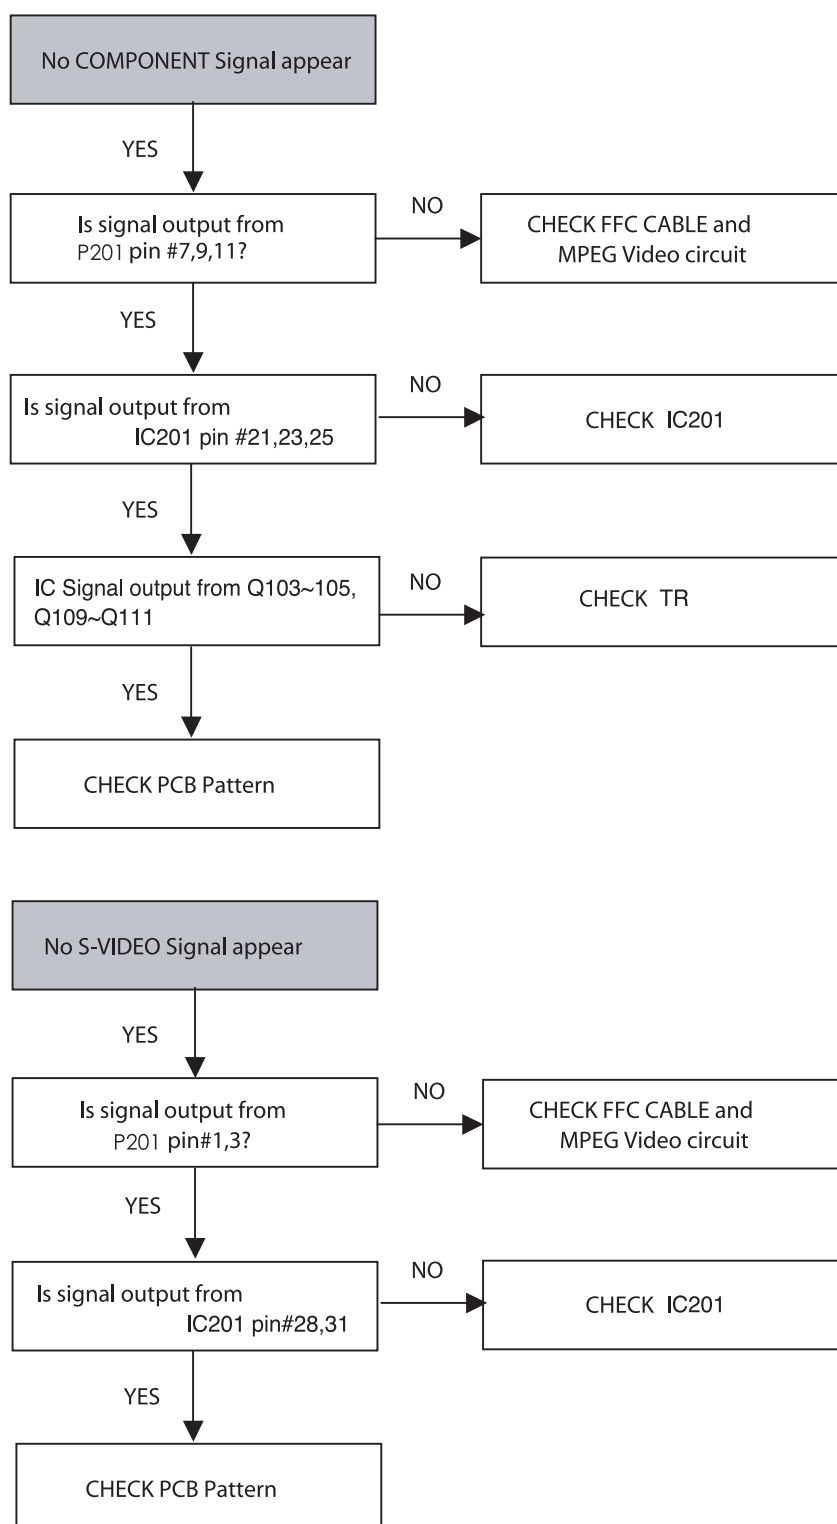 No COMPONENT Signal appear
YES
Is signal output from
P201 pin #7,9,11?
NO
CHECK FFC CABLE and
MPEG Video circuit
YES
Is signal output from
IC201 pin #21,23,25
NO
CHECK IC201
YES
IC Signal output from Q103~105,
Q109~Q111
NO
CHECK TR
YES
CHECK PCB Pattern
No S-VIDEO Signal appear
YES
Is signal output from
P201 pin#1,3?
NO
CHECK FFC CABLE and
MPEG Video circuit
YES
Is signal output from
IC201 pin#28,31
NO
CHECK IC201
YES
CHECK PCB Pattern